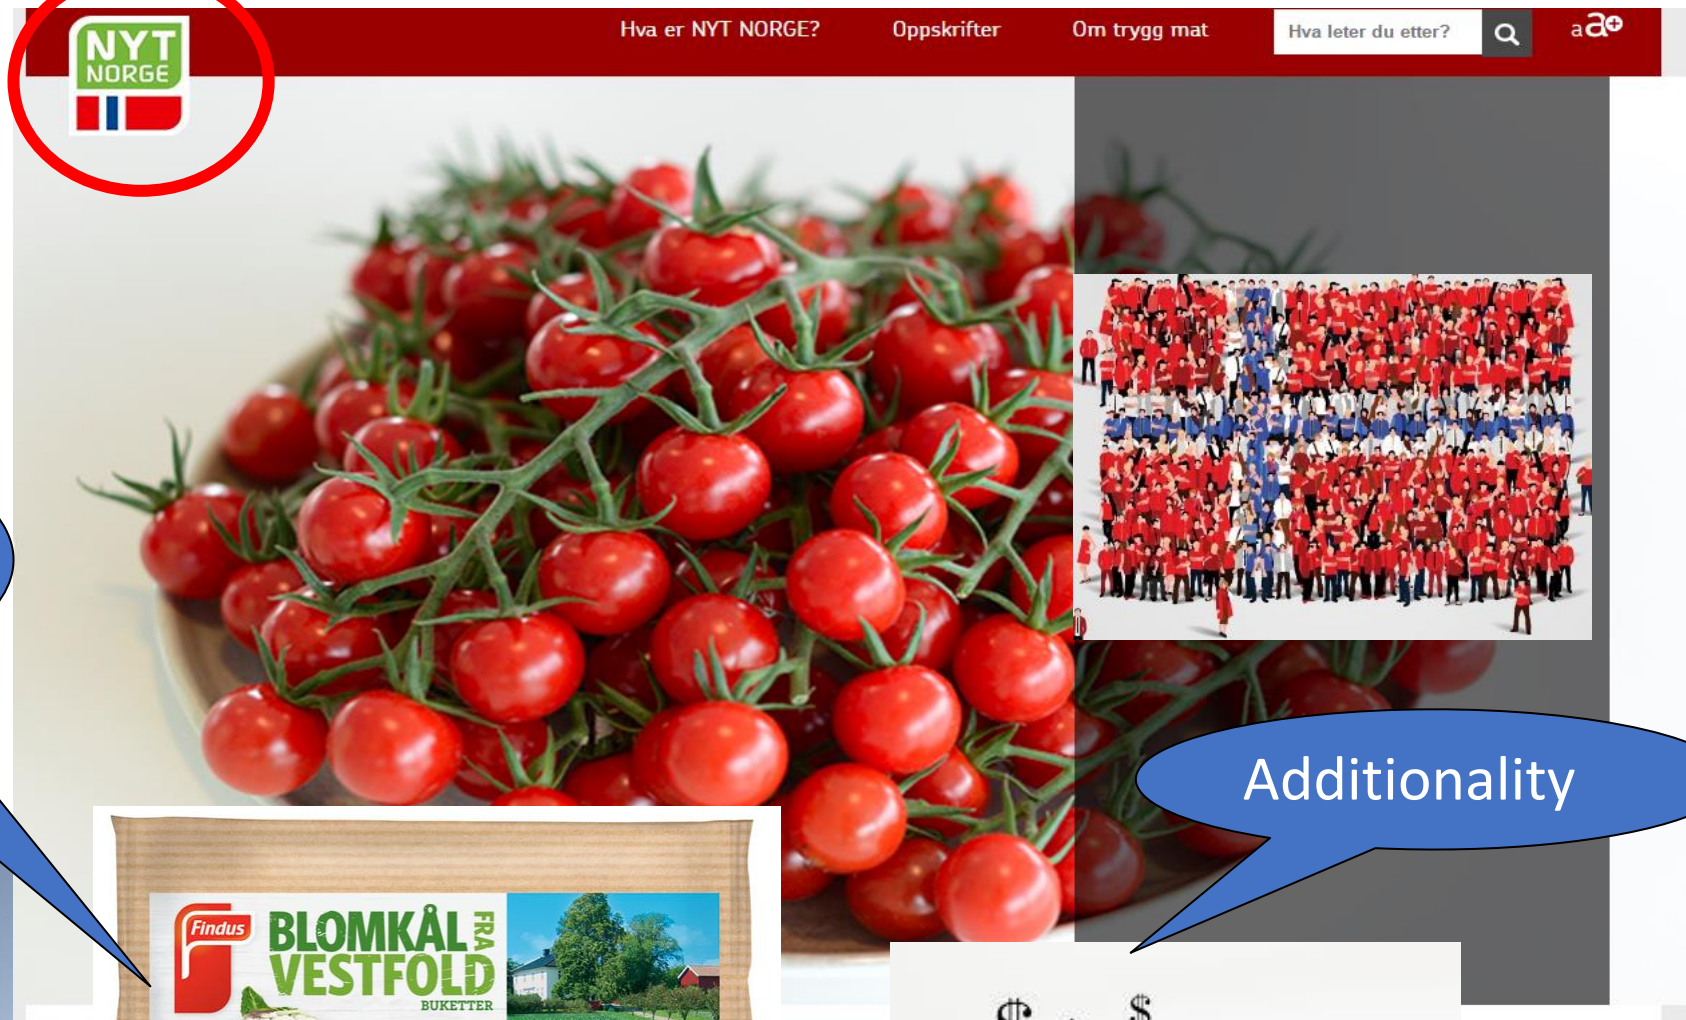 NYT
NORGE
Hva er NYT NORGE?
Oppskrifter
Om trygg mat
Hva leter du etter?
a a+
Additionality
Findus
BLOMKÅL FRA
VESTFOLD
BUKETTER
$ $